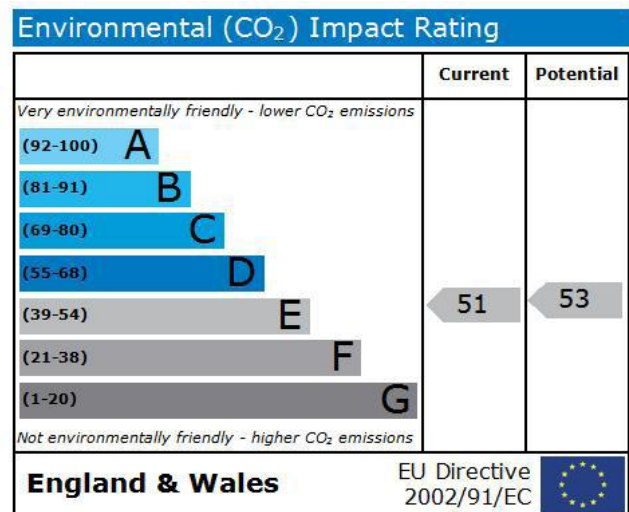 Environmental (CO₂) Impact Rating
Current Potential
Very environmentally friendly - lower CO₂ emissions
(92-100) A
(81-91) B
(69-80) C
(55-68) D
(39-54) E 51 53
(21-38) F
(1-20) G
Not environmentally friendly - higher CO₂ emissions
England & Wales
EU Directive
2002/91/EC